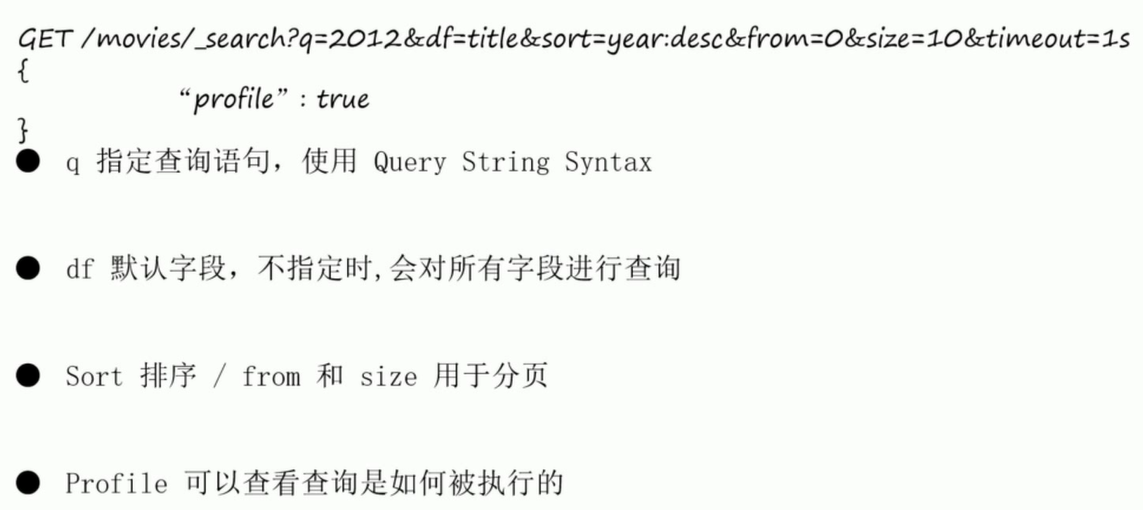 GET /movies/_search?q=2012&df=title&sort=year:desc&from=0&size=10&timeout=1s
{
“profile” : true
}
● q 指定查询语句，使用 Query String Syntax
● df 默认字段，不指定时,会对所有字段进行查询
● Sort 排序 / from 和 size 用于分页
● Profile 可以查看查询是如何被执行的